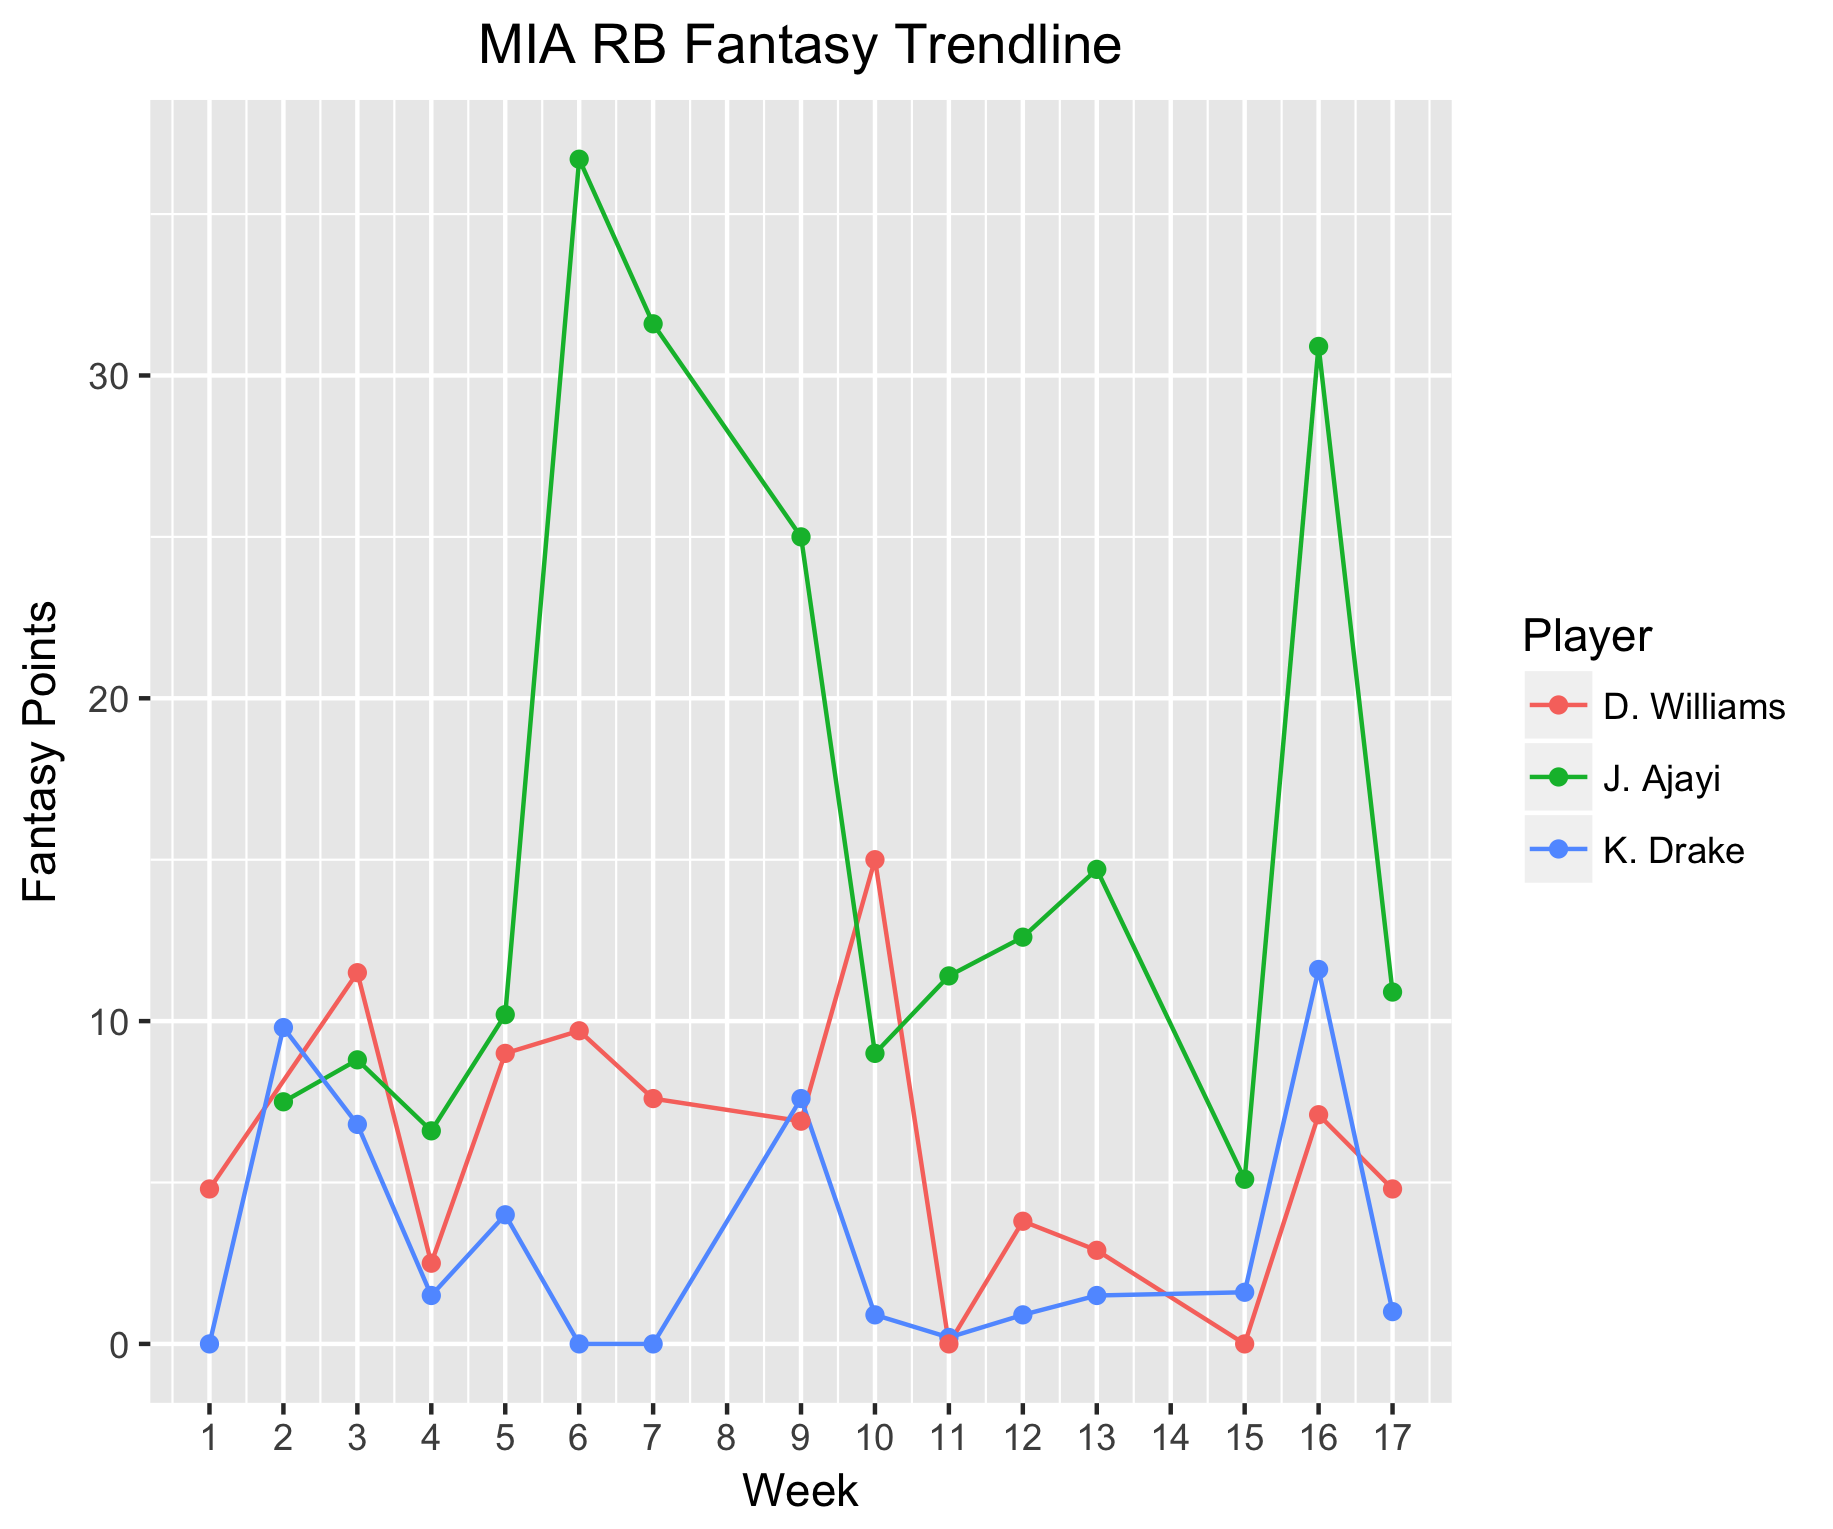 MIA RB Fantasy Trendline
Fantasy Points
30
20
10
0
1 2 3 4 5 6 7 8 9 10 11 12 13 14 15 16 17
Week
Player
D. Williams
J. Ajayi
K. Drake